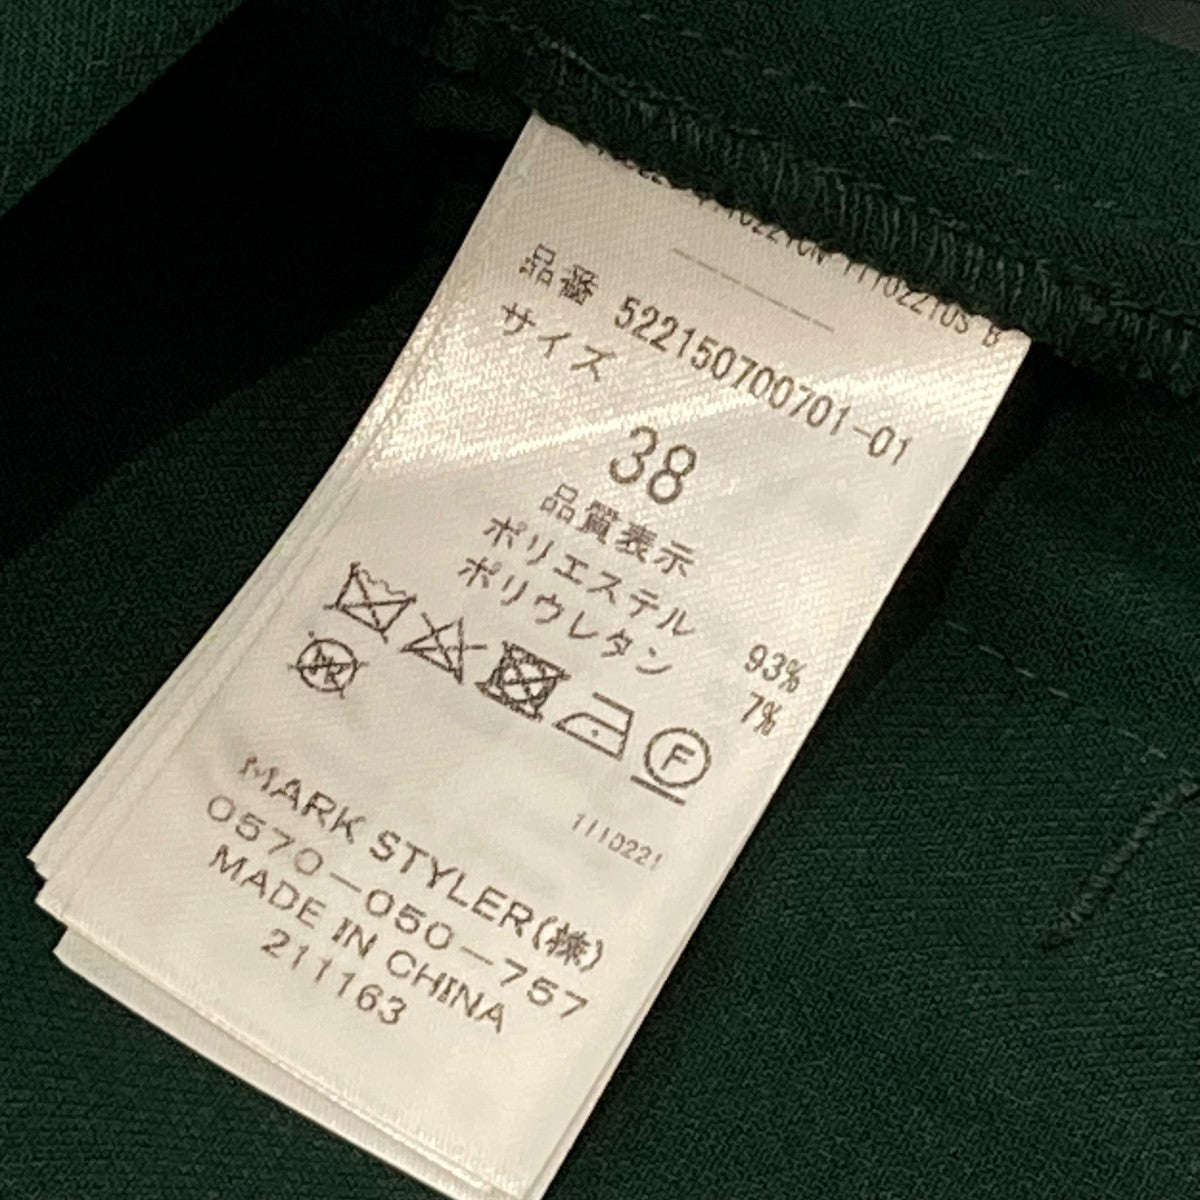 品番 522150700701-01
サイズ
38
品質表示
ポリエステル 93%
ポリウレタン 7%
F
1110221
MARK STYLER(株)
0570-050-757
MADE IN CHINA
211163